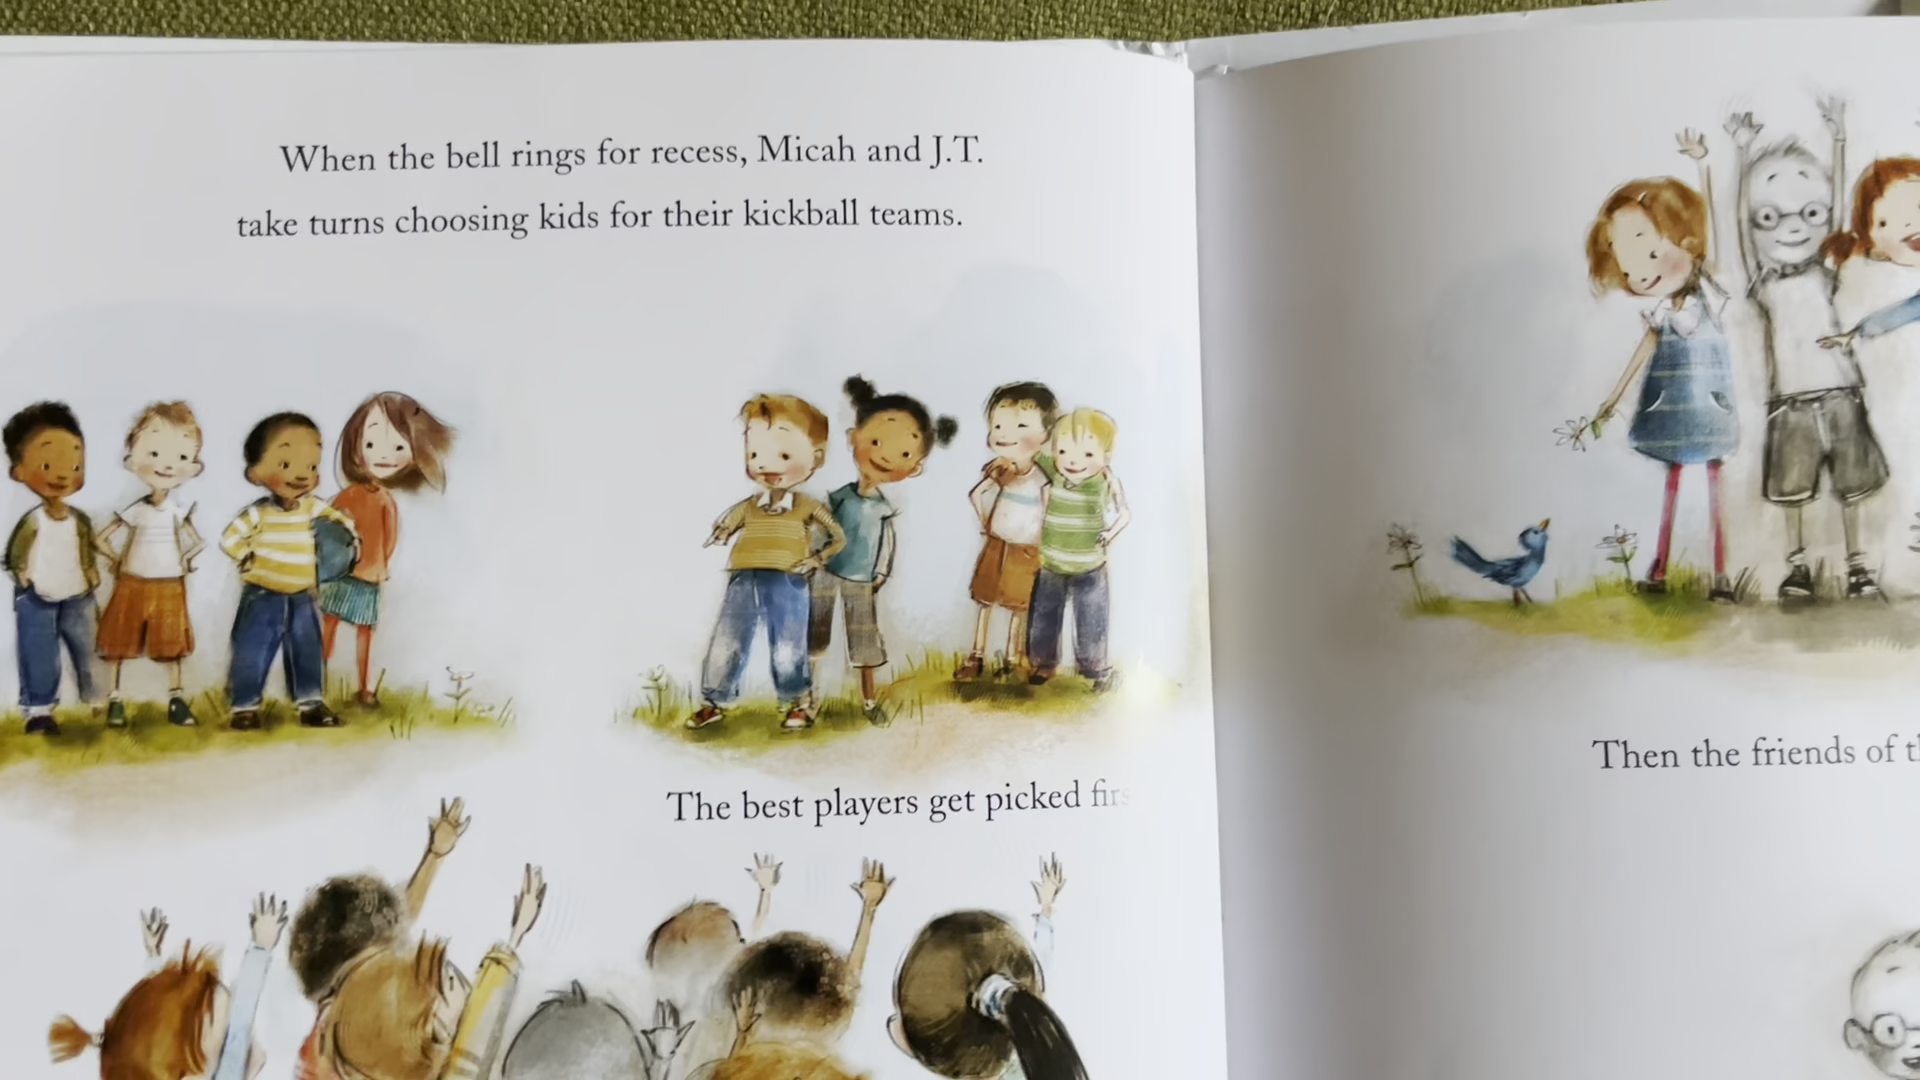 When the bell rings for recess, Micah and J.T.
take turns choosing kids for their kickball teams.
The best players get picked
Then the friends of